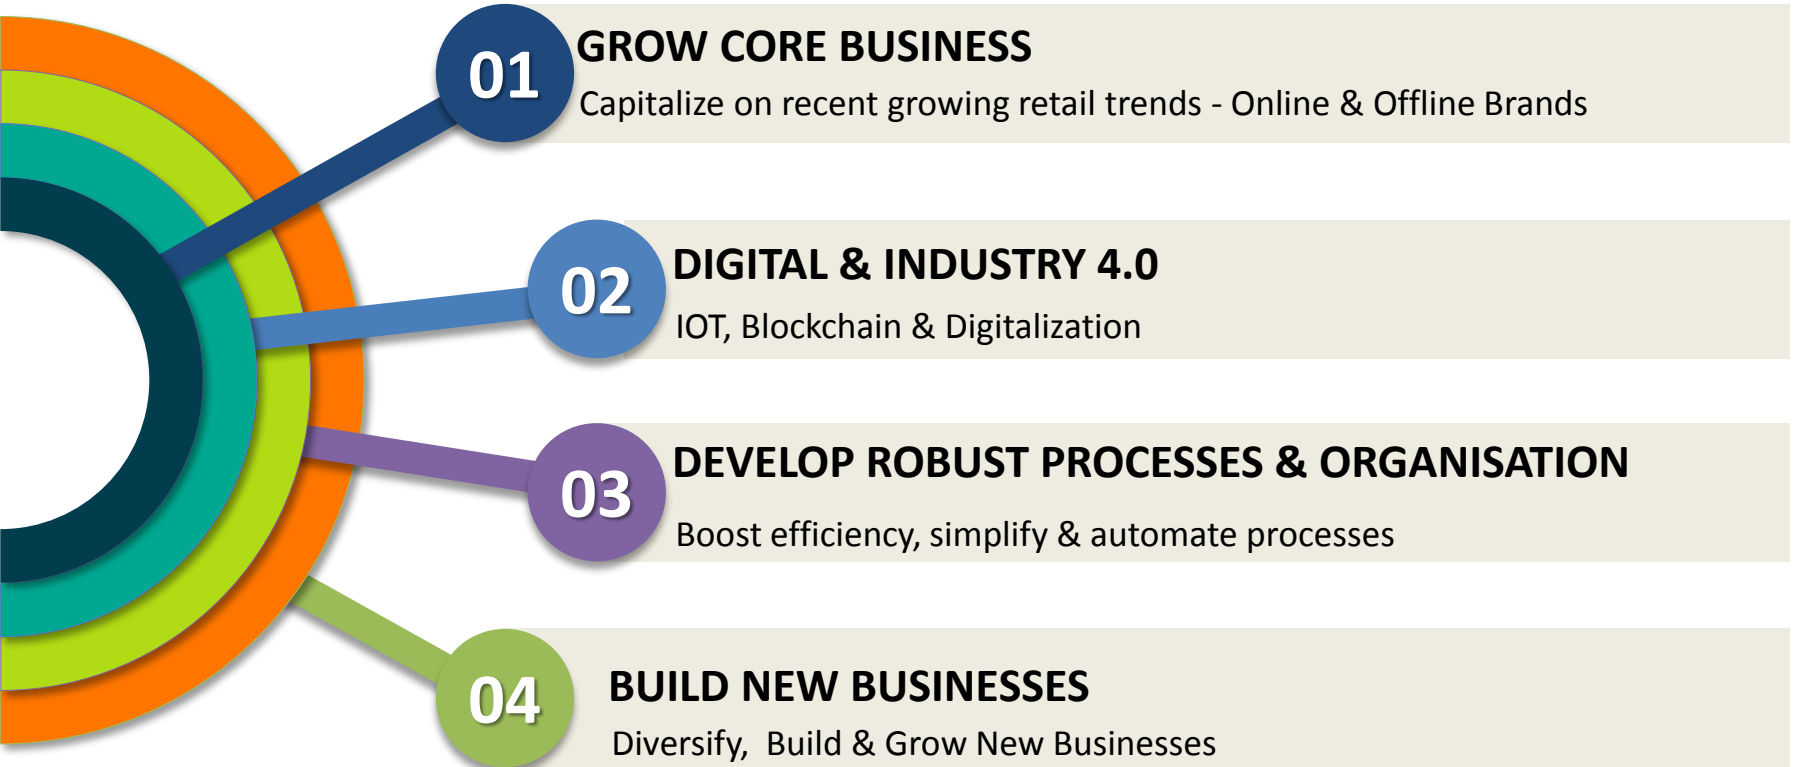 01
GROW CORE BUSINESS
Capitalize on recent growing retail trends - Online & Offline Brands
02
DIGITAL & INDUSTRY 4.0
IOT, Blockchain & Digitalization
03
DEVELOP ROBUST PROCESSES & ORGANISATION
Boost efficiency, simplify & automate processes
04
BUILD NEW BUSINESSES
Diversify,  Build & Grow New Businesses